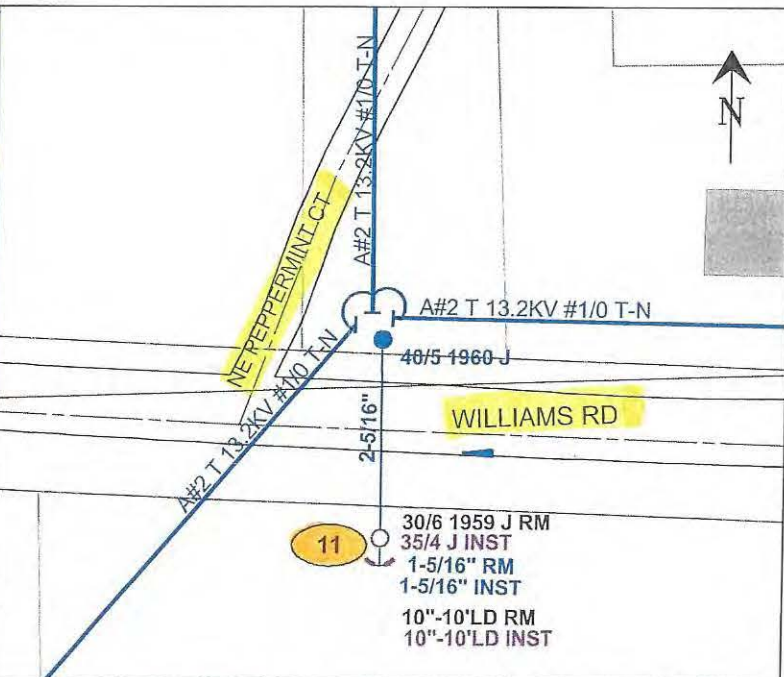 A#2 T 13.2KV #1/0 T-N
N
NE PEPPERMINT CT
A#2 T 13.2KV #1/0 T-N
40/5 1960 J
A#2 T 13.2KV #1/0 T-N
WILLIAMS RD
2-5/16"
11
30/6 1959 J RM
35/4 J INST
1-5/16" RM
1-5/16" INST
10"-10'LD RM
10"-10'LD INST